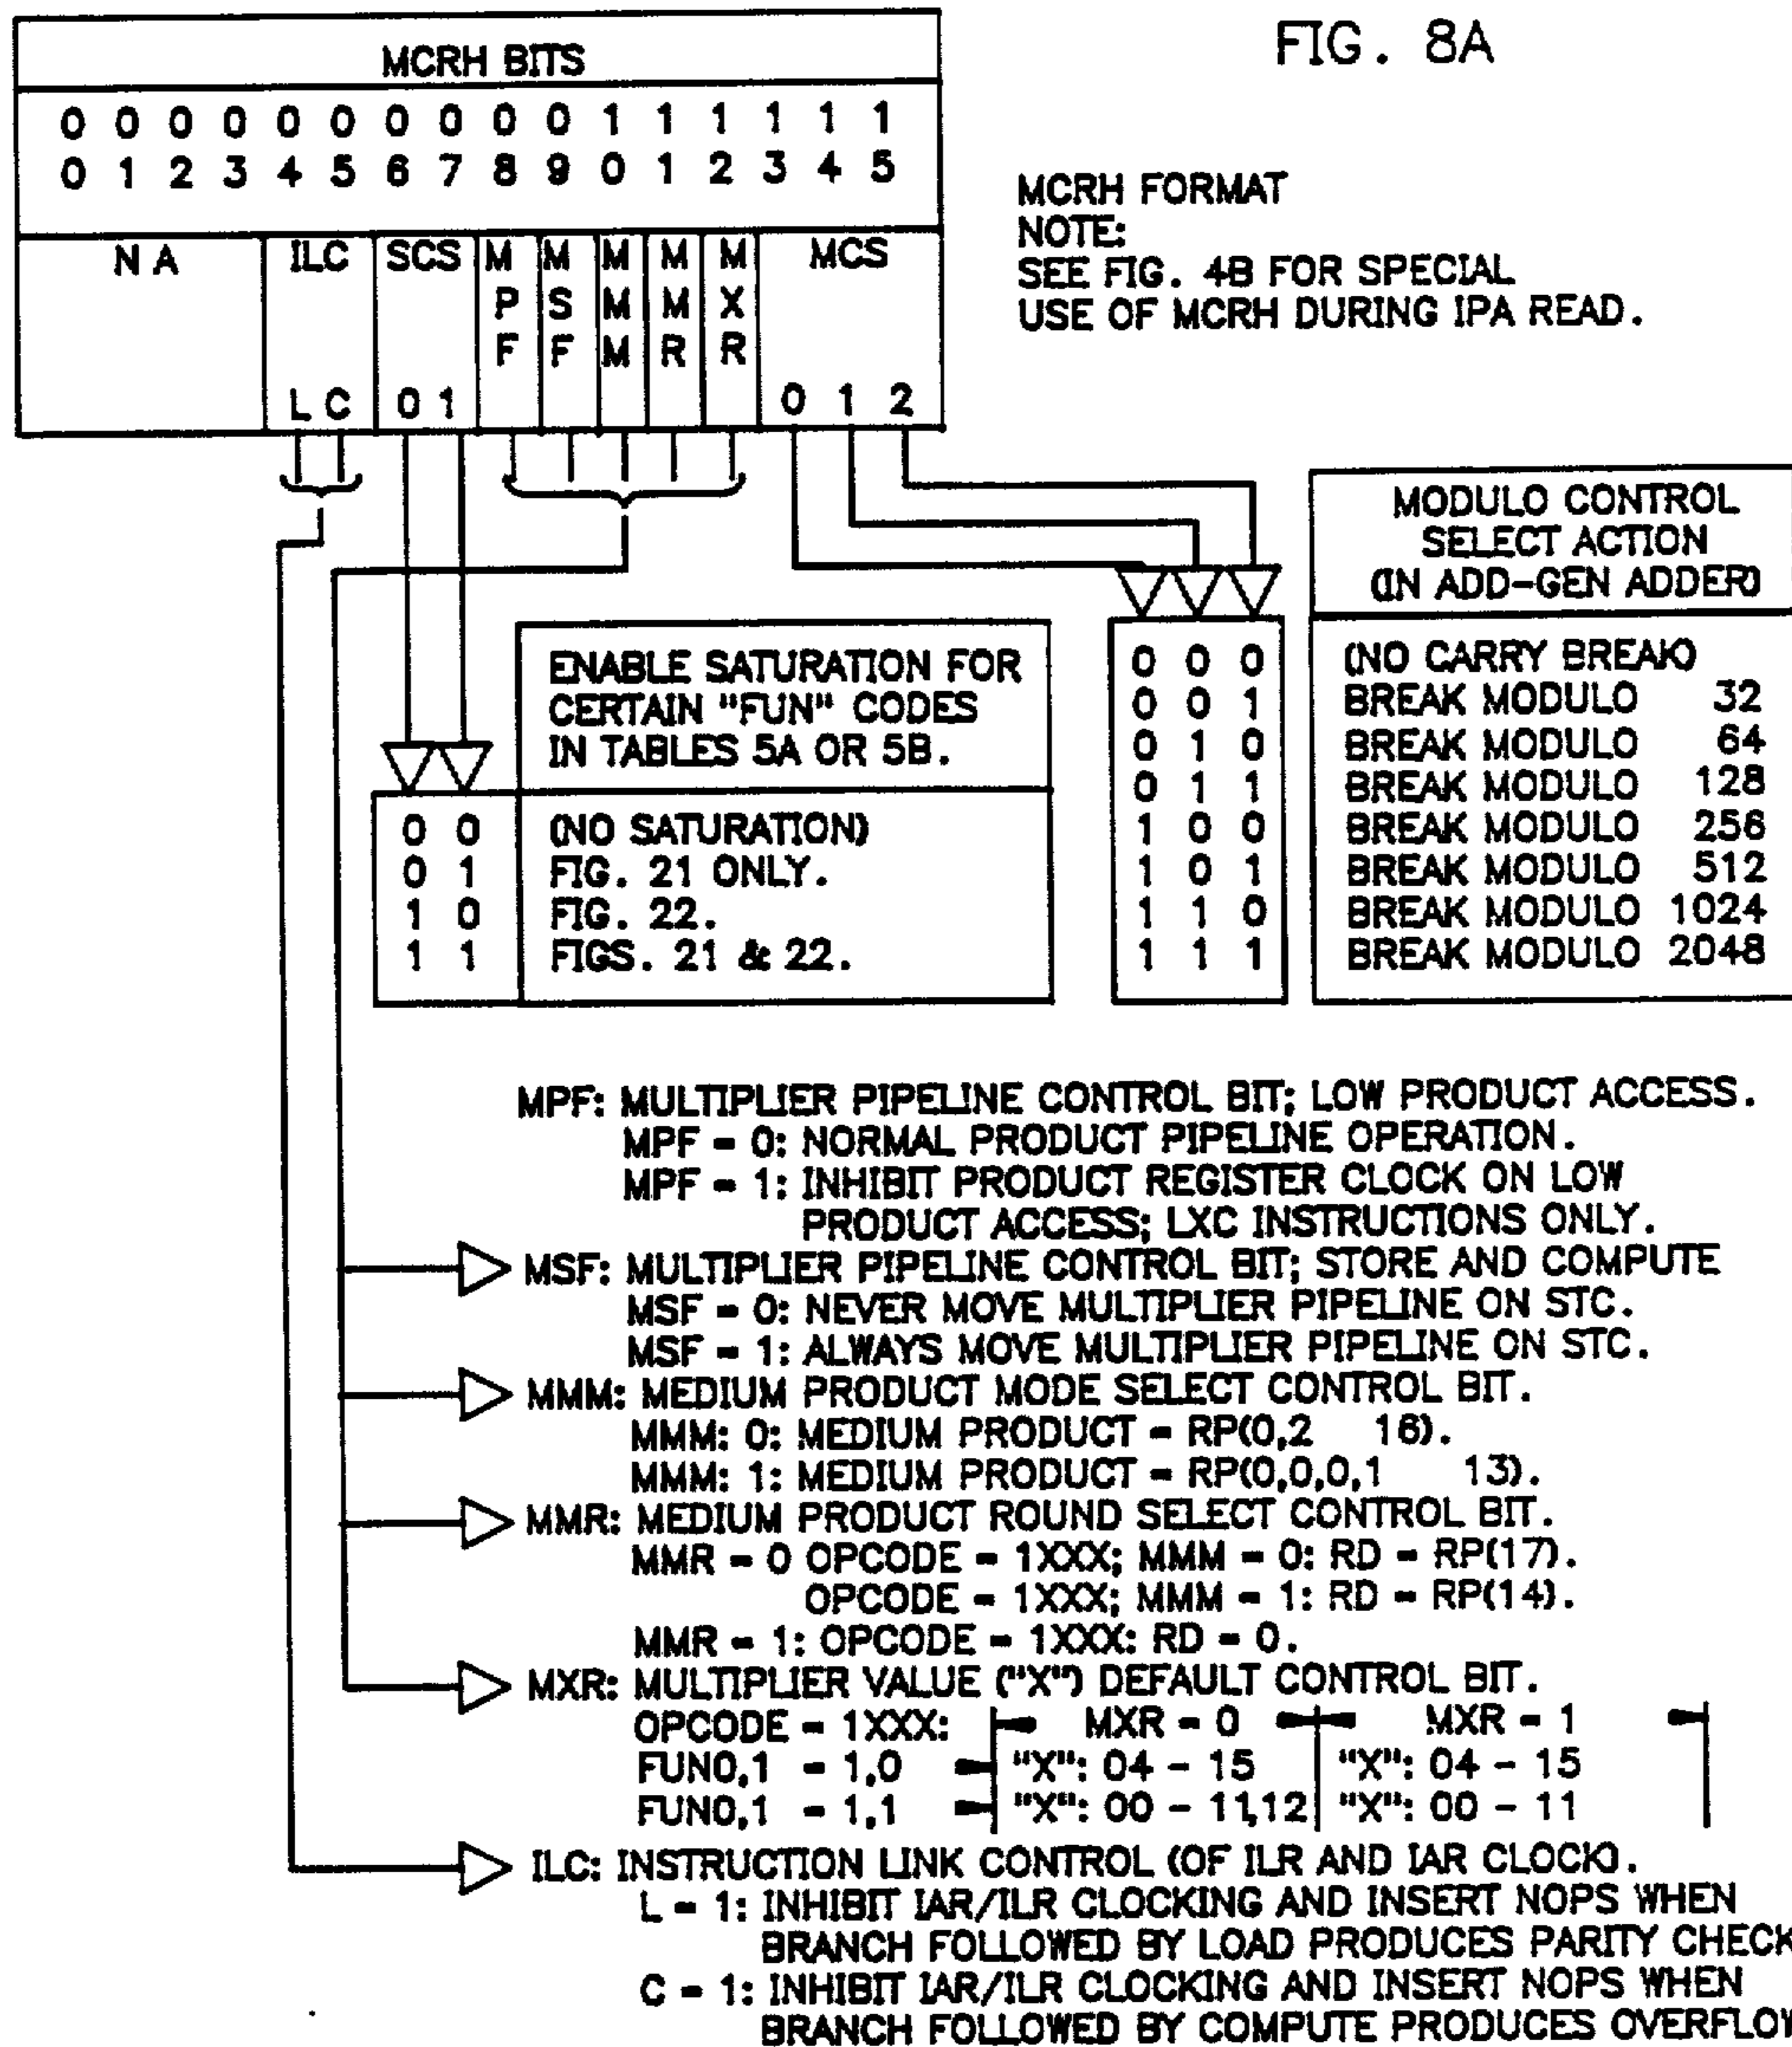 FIG. 8A
MCRH BITS
0 0 0 0 0 0 0 0 0 0 1 1 1 1 1 1
0 1 2 3 4 5 6 7 8 9 0 1 2 3 4 5
MCRH FORMAT
NOTE:
SEE FIG. 4B FOR SPECIAL
USE OF MCRH DURING IPA READ.
N A ILC SCS M M M M M MCS
P S M M X
F F M R R
L C 0 1 0 1 2
MODULO CONTROL
SELECT ACTION
(IN ADD-GEN ADDER)
0 0 0 (NO CARRY BREAK)
0 0 1 BREAK MODULO 32
0 1 0 BREAK MODULO 64
0 1 1 BREAK MODULO 128
1 0 0 BREAK MODULO 256
1 0 1 BREAK MODULO 512
1 1 0 BREAK MODULO 1024
1 1 1 BREAK MODULO 2048
ENABLE SATURATION FOR
CERTAIN "FUN" CODES
IN TABLES 5A OR 5B.
0 0 (NO SATURATION)
0 1 FIG. 21 ONLY.
1 0 FIG. 22.
1 1 FIGS. 21 & 22.
MPF: MULTIPLIER PIPELINE CONTROL BIT; LOW PRODUCT ACCESS.
MPF = 0: NORMAL PRODUCT PIPELINE OPERATION.
MPF = 1: INHIBIT PRODUCT REGISTER CLOCK ON LOW
PRODUCT ACCESS; LXC INSTRUCTIONS ONLY.
MSF: MULTIPLIER PIPELINE CONTROL BIT; STORE AND COMPUTE
MSF = 0: NEVER MOVE MULTIPLIER PIPELINE ON STC.
MSF = 1: ALWAYS MOVE MULTIPLIER PIPELINE ON STC.
MMM: MEDIUM PRODUCT MODE SELECT CONTROL BIT.
MMM: 0: MEDIUM PRODUCT = RP(0,2 16).
MMM: 1: MEDIUM PRODUCT = RP(0,0,0,1 13).
MMR: MEDIUM PRODUCT ROUND SELECT CONTROL BIT.
MMR = 0 OPCODE = 1XXX; MMM = 0: RD = RP(17).
OPCODE = 1XXX; MMM = 1: RD = RP(14).
MMR = 1: OPCODE = 1XXX: RD = 0.
MXR: MULTIPLIER VALUE ("X") DEFAULT CONTROL BIT.
OPCODE = 1XXX: MXR = 0 MXR = 1
FUN0,1 = 1,0 "X": 04 - 15 "X": 04 - 15
FUN0,1 = 1,1 "X": 00 - 11,12 "X": 00 - 11
ILC: INSTRUCTION LINK CONTROL (OF ILR AND IAR CLOCK).
L = 1: INHIBIT IAR/ILR CLOCKING AND INSERT NOPS WHEN
BRANCH FOLLOWED BY LOAD PRODUCES PARITY CHECK
C = 1: INHIBIT IAR/ILR CLOCKING AND INSERT NOPS WHEN
BRANCH FOLLOWED BY COMPUTE PRODUCES OVERFLOW